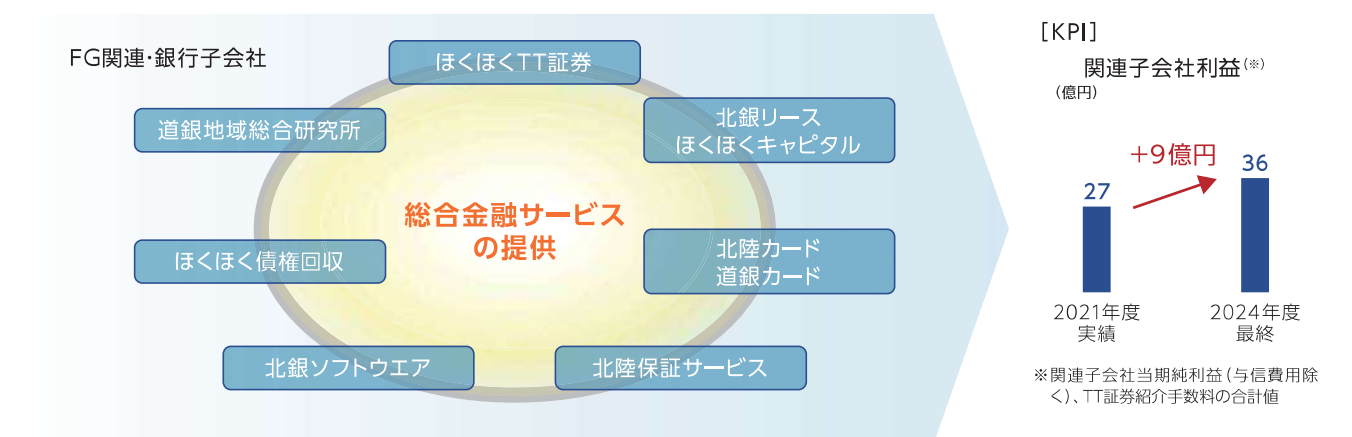 FG関連・銀行子会社
ほくほくTT証券
道銀地域総合研究所
北銀リース
ほくほくキャピタル
総合金融サービス
の提供
ほくほく債権回収
北陸カード
道銀カード
北銀ソフトウエア
北陸保証サービス
［KPI］
関連子会社利益(※)
（億円）
+9億円
27
36
2021年度
実績
2024年度
最終
※関連子会社当期純利益（与信費用除
く）、TT証券紹介手数料の合計値